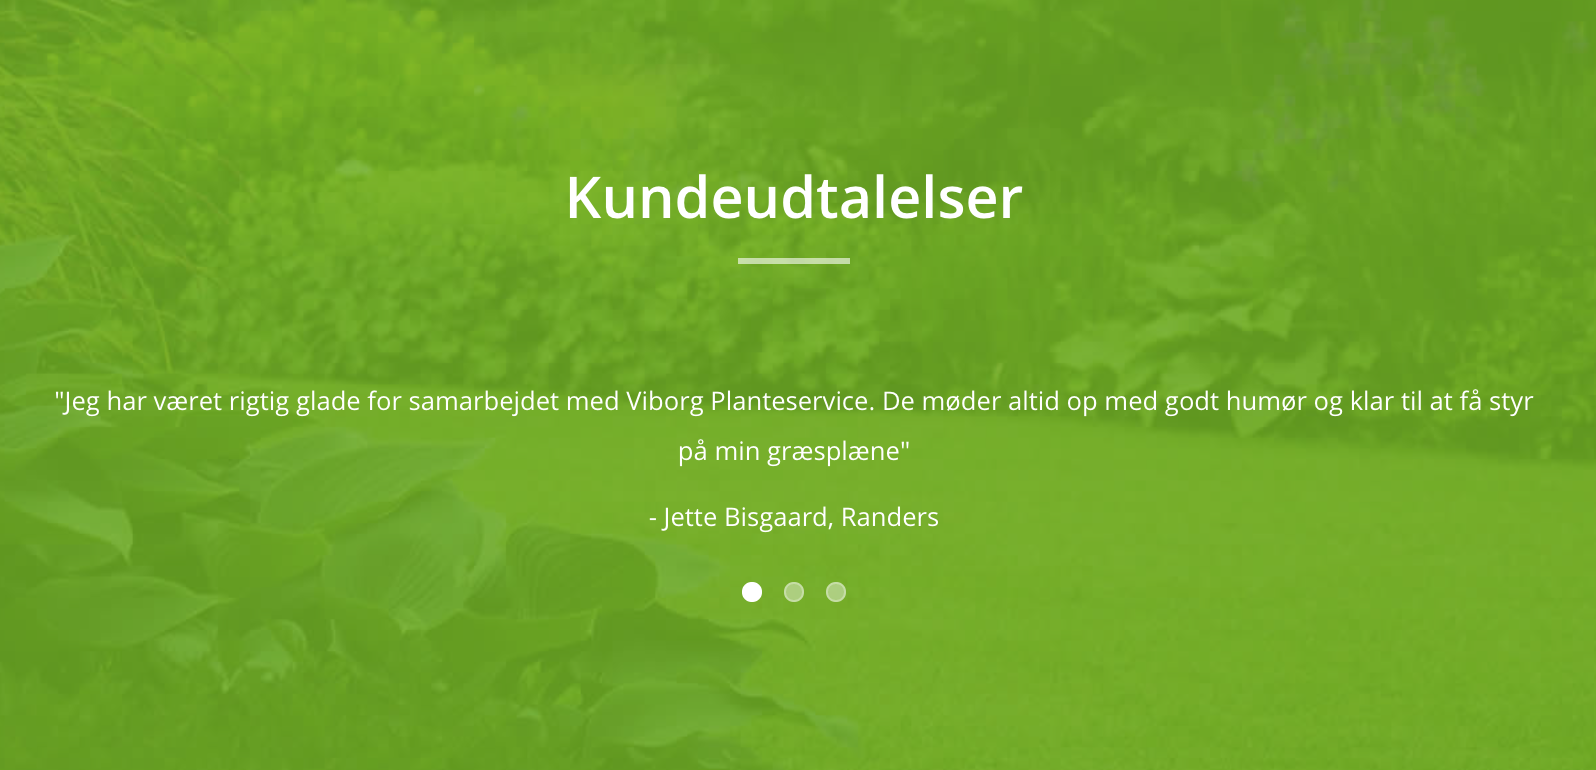 Kundeudtalelser
"Jeg har været rigtig glade for samarbejdet med Viborg Planteservice. De møder altid op med godt humør og klar til at få styr
på min græsplæne"
- Jette Bisgaard, Randers